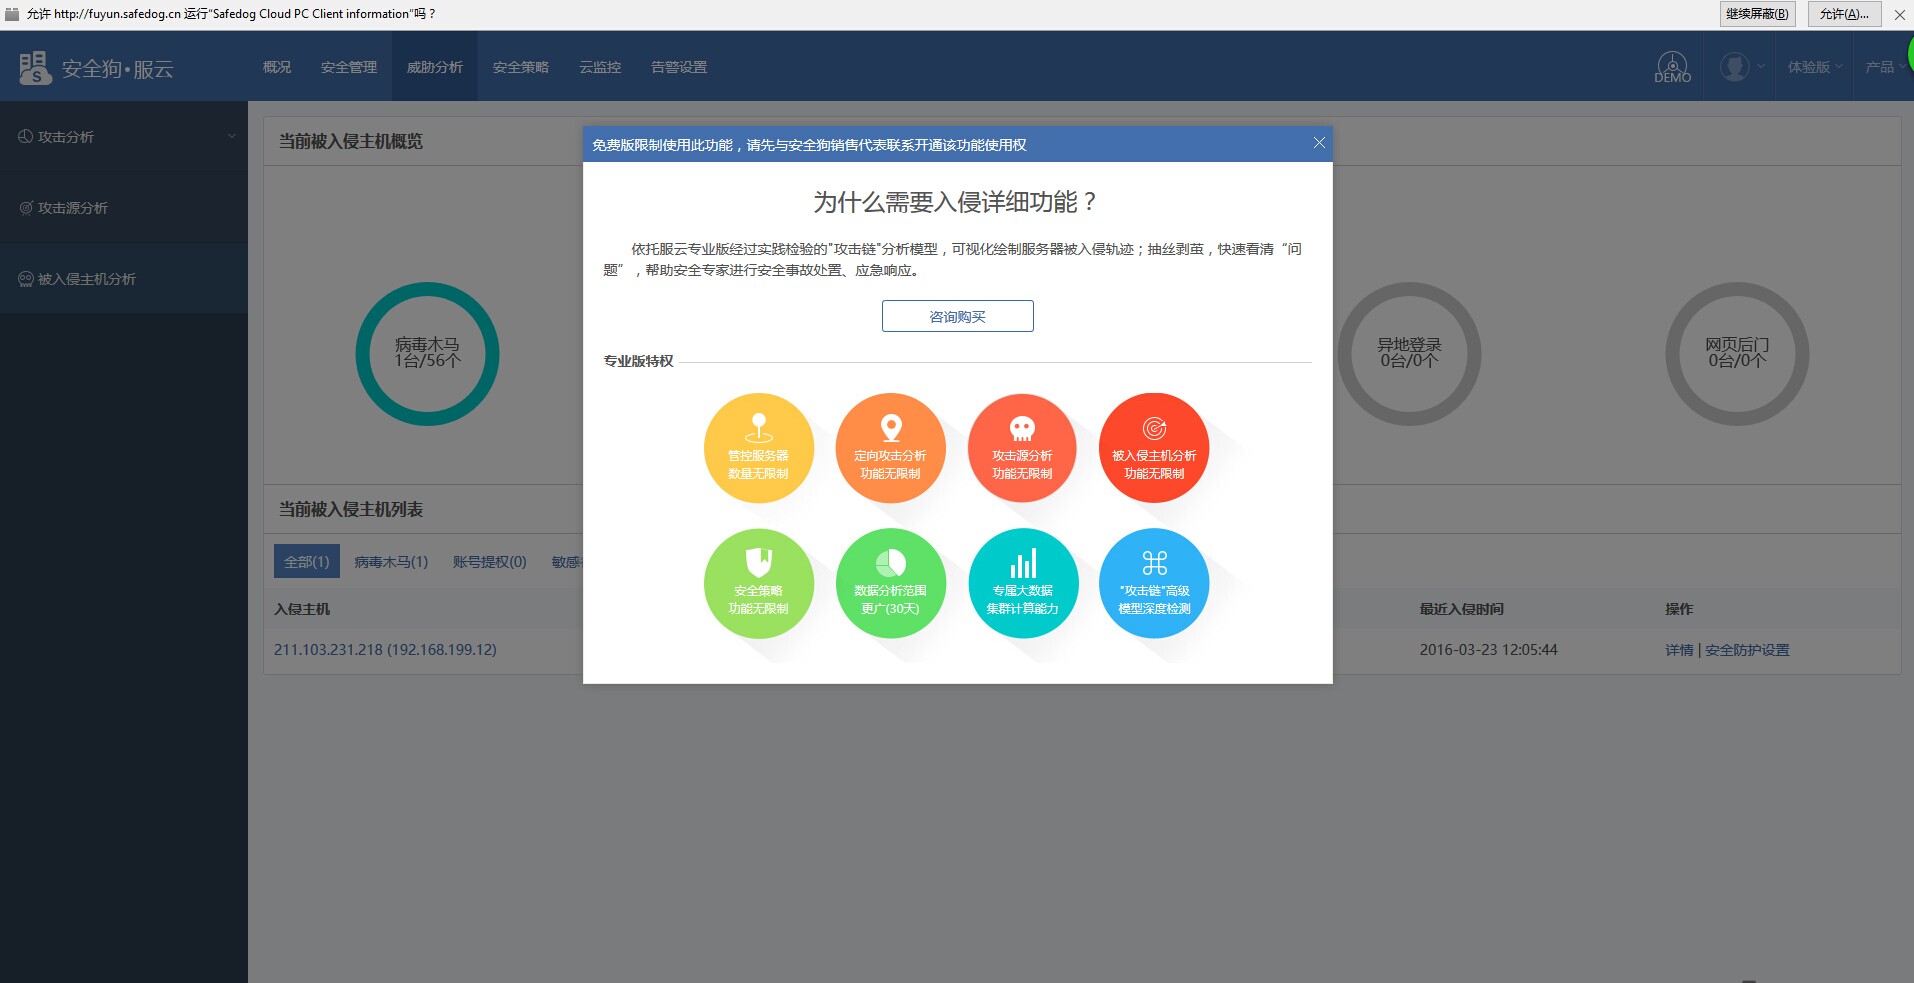 允许 http://fuyun.safedog.cn 运行"Safedog Cloud PC Client information"吗？
继续屏蔽(B)
允许(A)...
安全狗•服云
概况
安全管理
威胁分析
安全策略
云监控
告警设置
DEMO
体验版
产品
攻击分析
攻击源分析
被入侵主机分析
当前被入侵主机概览
病毒木马
1台/56个
异地登录
0台/0个
网页后门
0台/0个
免费版限制使用此功能，请先与安全狗销售代表联系开通该功能使用权
为什么需要入侵详细功能？
依托服云专业版经过实践检验的"攻击链"分析模型，可视化绘制服务器被入侵轨迹；抽丝剥茧，快速看清“问
题”，帮助安全专家进行安全事故处置、应急响应。
咨询购买
专业版特权
管控服务器
数量无限制
定向攻击分析
功能无限制
攻击源分析
功能无限制
被入侵主机分析
功能无限制
安全策略
功能无限制
数据分析范围
更广(30天)
专属大数据
集群计算能力
"攻击链"高级
模型深度检测
当前被入侵主机列表
全部(1)
病毒木马(1)
账号提权(0)
敏感
入侵主机
最近入侵时间
操作
211.103.231.218 (192.168.199.12)
2016-03-23 12:05:44
详情 | 安全防护设置